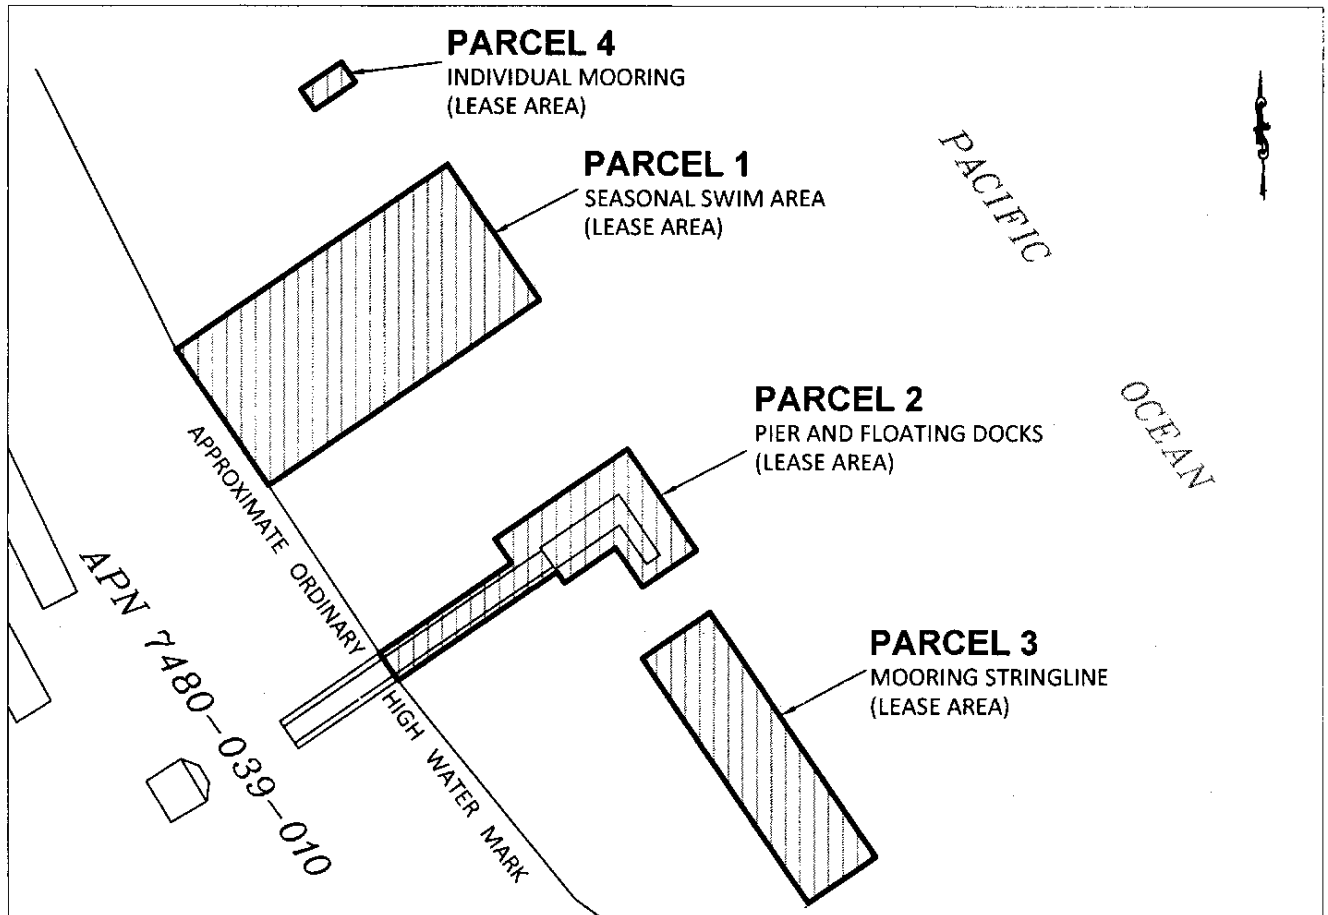 PARCEL 4
INDIVIDUAL MOORING
(LEASE AREA)
PARCEL 1
SEASONAL SWIM AREA
(LEASE AREA)
PACIFIC
OCEAN
PARCEL 2
PIER AND FLOATING DOCKS
(LEASE AREA)
APPROXIMATE ORDINARY HIGH WATER MARK
APN 7480-039-010
PARCEL 3
MOORING STRINGLINE
(LEASE AREA)